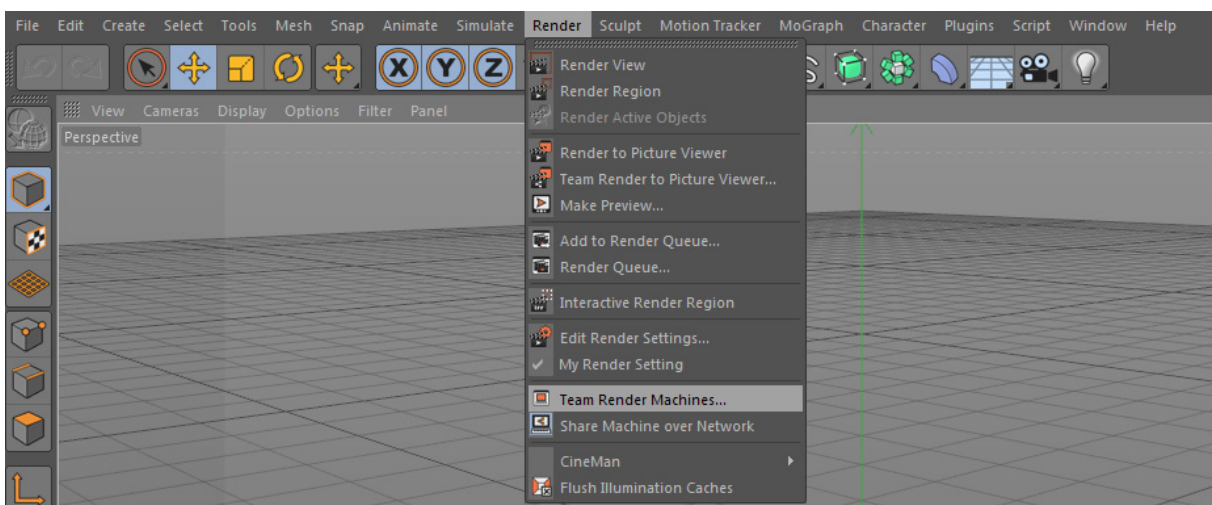 File Edit Create Select Tools Mesh Snap Animate Simulate Render Sculpt Motion Tracker MoGraph Character Plugins Script Window Help
X Y Z
View Cameras Display Options Filter Panel
Perspective
Render View
Render Region
Render Active Objects
Render to Picture Viewer
Team Render to Picture Viewer...
Make Preview...
Add to Render Queue...
Render Queue...
Interactive Render Region
Edit Render Settings...
My Render Setting
Team Render Machines...
Share Machine over Network
CineMan
Flush Illumination Caches